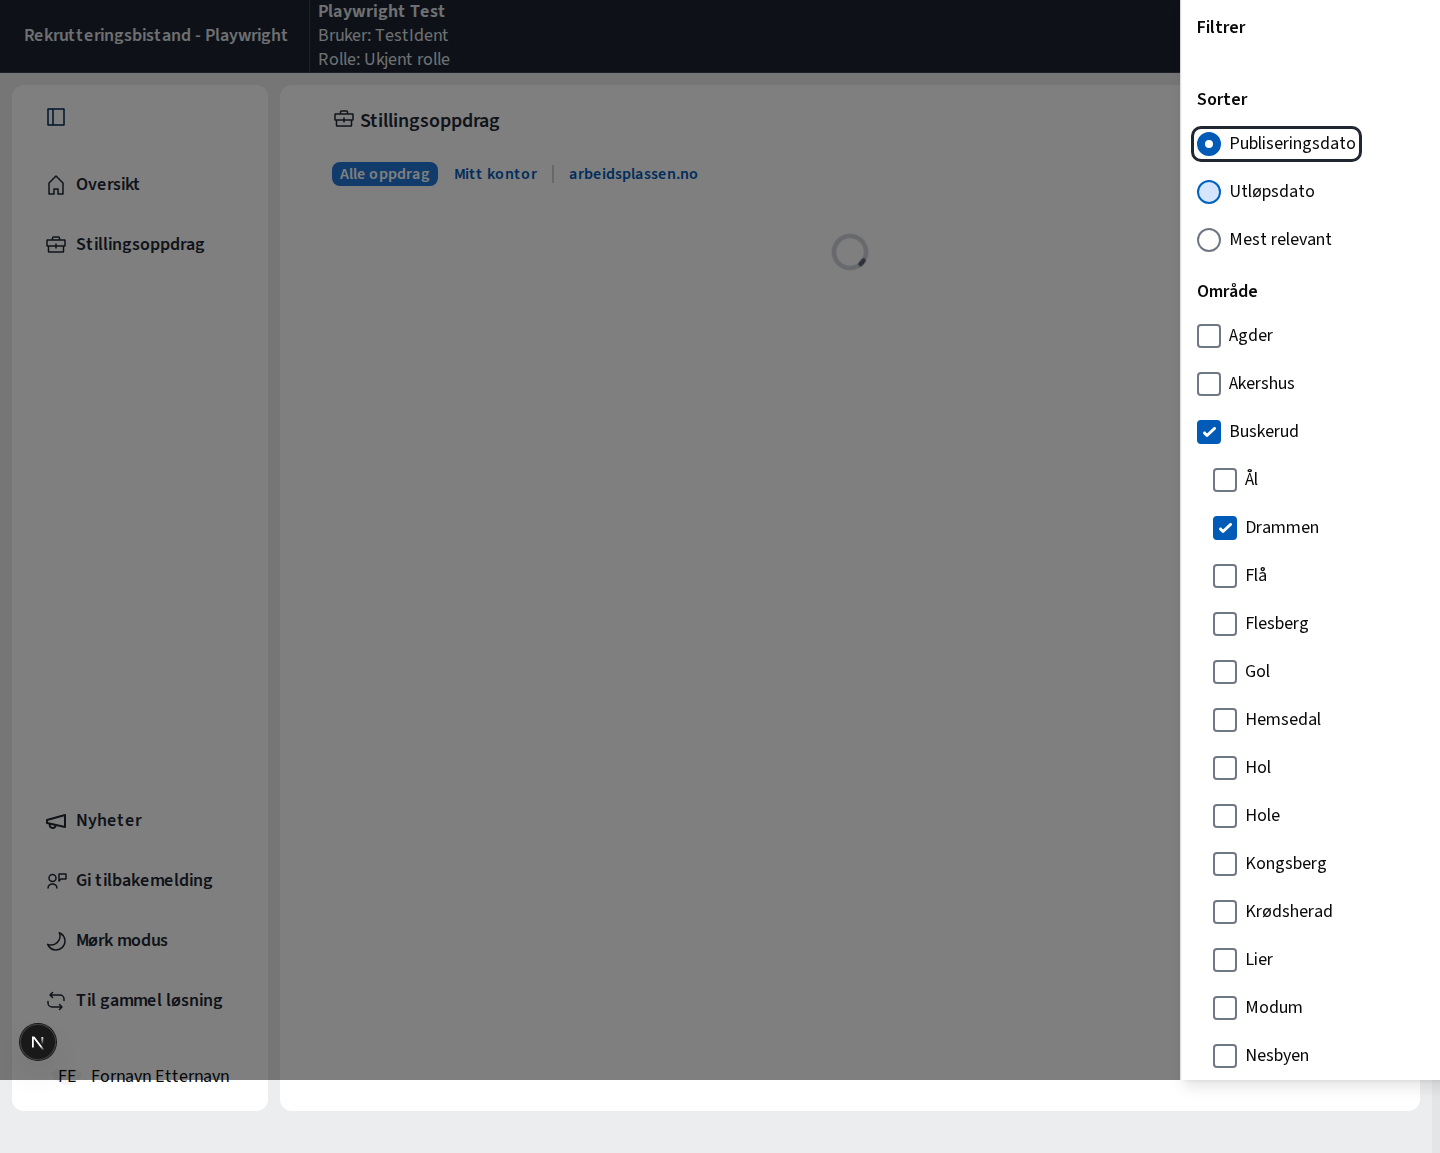 Rekrutteringsbistand - Playwright
Playwright Test
Bruker: TestIdent
Rolle: Ukjent rolle
Oversikt
Stillingsoppdrag
Nyheter
Gi tilbakemelding
Mørk modus
Til gammel løsning
N
FE Fornavn Etternavn
Stillingsoppdrag
Alle oppdrag
Mitt kontor
arbeidsplassen.no
Filtrer
Sorter
Publiseringsdato
Utløpsdato
Mest relevant
Område
Agder
Akershus
Buskerud
Ål
Drammen
Flå
Flesberg
Gol
Hemsedal
Hol
Hole
Kongsberg
Krødsherad
Lier
Modum
Nesbyen